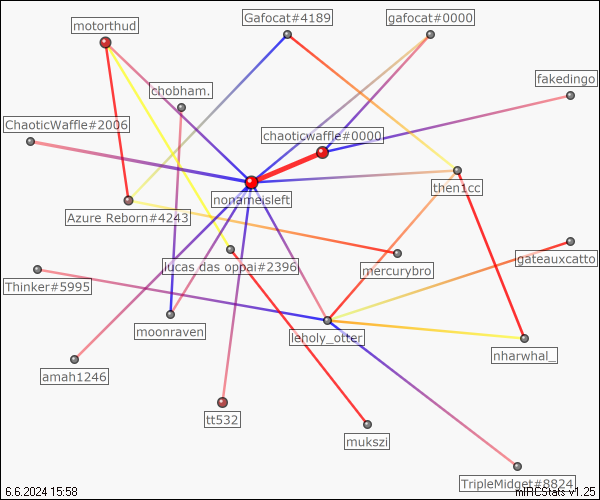 Gafocat#4189
gafocat#0000
motorthud
fakedingo
chobham.
ChaoticWaffle#2006
chaoticwaffle#0000
then1cc
nonameisleft
Azure Reborn#4243
gateauxcatto
lucas das oppai#2396
mercurybro
Thinker#5995
moonraven
leholy_otter
nharwhal_
amah1246
tt532
mukszi
TripleMidget#8824
6.6.2024 15:58
mIRCStats v1.25